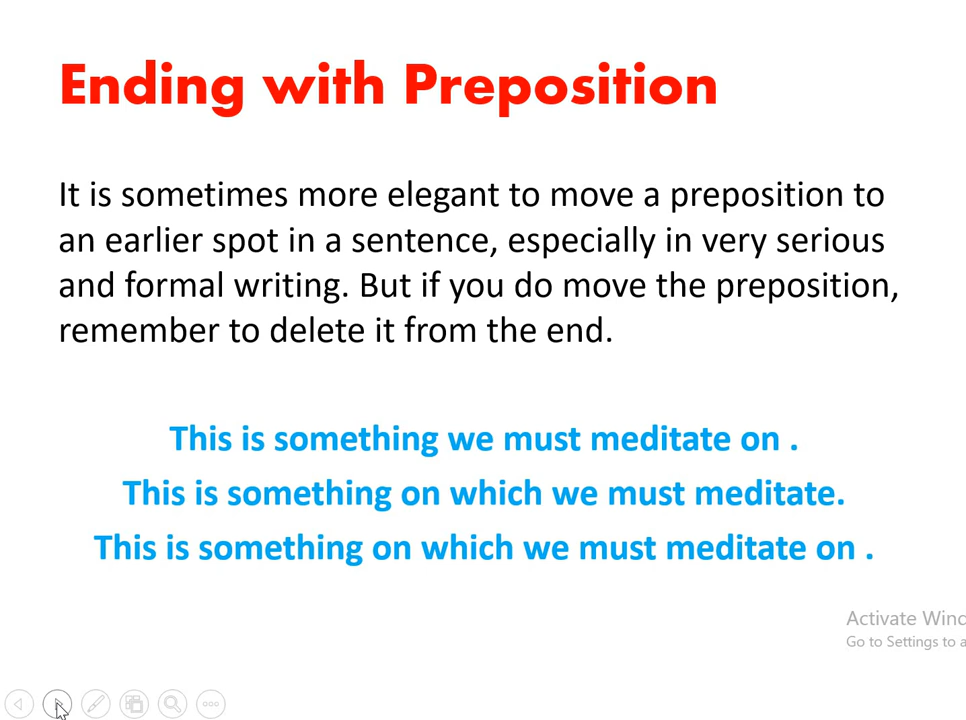 Ending with Preposition
It is sometimes more elegant to move a preposition to
an earlier spot in a sentence, especially in very serious
and formal writing. But if you do move the preposition,
remember to delete it from the end.
This is something we must meditate on .
This is something on which we must meditate.
This is something on which we must meditate on .
Activate Wind
Go to Settings to a